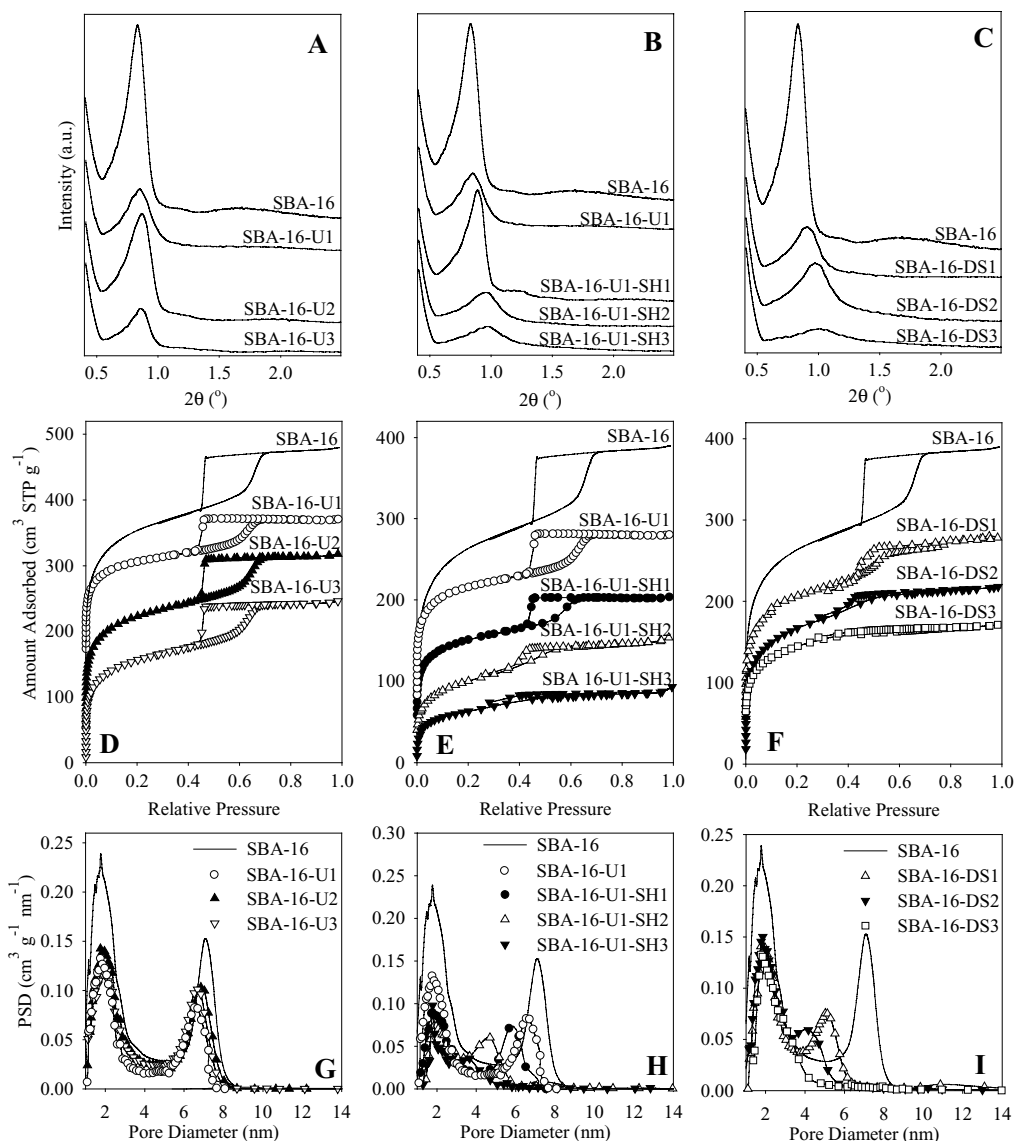 A
Intensity (a.u.)
SBA-16
SBA-16-U1
SBA-16-U2
SBA-16-U3
0.5 1.0 1.5 2.0
2θ (°)
B
SBA-16
SBA-16-U1
SBA-16-U1-SH1
SBA-16-U1-SH2
SBA-16-U1-SH3
0.5 1.0 1.5 2.0
2θ (°)
C
SBA-16
SBA-16-DS1
SBA-16-DS2
SBA-16-DS3
0.5 1.0 1.5 2.0
2θ (°)
Amount Adsorbed (cm³ STP g⁻¹)
500
400
300
200
100
0
SBA-16
SBA-16-U1
SBA-16-U2
SBA-16-U3
D
0.0 0.2 0.4 0.6 0.8 1.0
Relative Pressure
400
300
200
100
0
SBA-16
SBA-16-U1
SBA-16-U1-SH1
SBA-16-U1-SH2
SBA 16-U1-SH3
E
0.0 0.2 0.4 0.6 0.8 1.0
Relative Pressure
400
300
200
100
0
SBA-16
SBA-16-DS1
SBA-16-DS2
SBA-16-DS3
F
0.0 0.2 0.4 0.6 0.8 1.0
Relative Pressure
PSD (cm³ g⁻¹ nm⁻¹)
0.25
0.20
0.15
0.10
0.05
0.00
SBA-16
SBA-16-U1
SBA-16-U2
SBA-16-U3
G
2 4 6 8 10 12 14
Pore Diameter (nm)
0.30
0.25
0.20
0.15
0.10
0.05
0.00
SBA-16
SBA-16-U1
SBA-16-U1-SH1
SBA-16-U1-SH2
SBA-16-U1-SH3
H
2 4 6 8 10 12 14
Pore Diameter (nm)
0.25
0.20
0.15
0.10
0.05
0.00
SBA-16
SBA-16-DS1
SBA-16-DS2
SBA-16-DS3
I
2 4 6 8 10 12 14
Pore Diameter (nm)